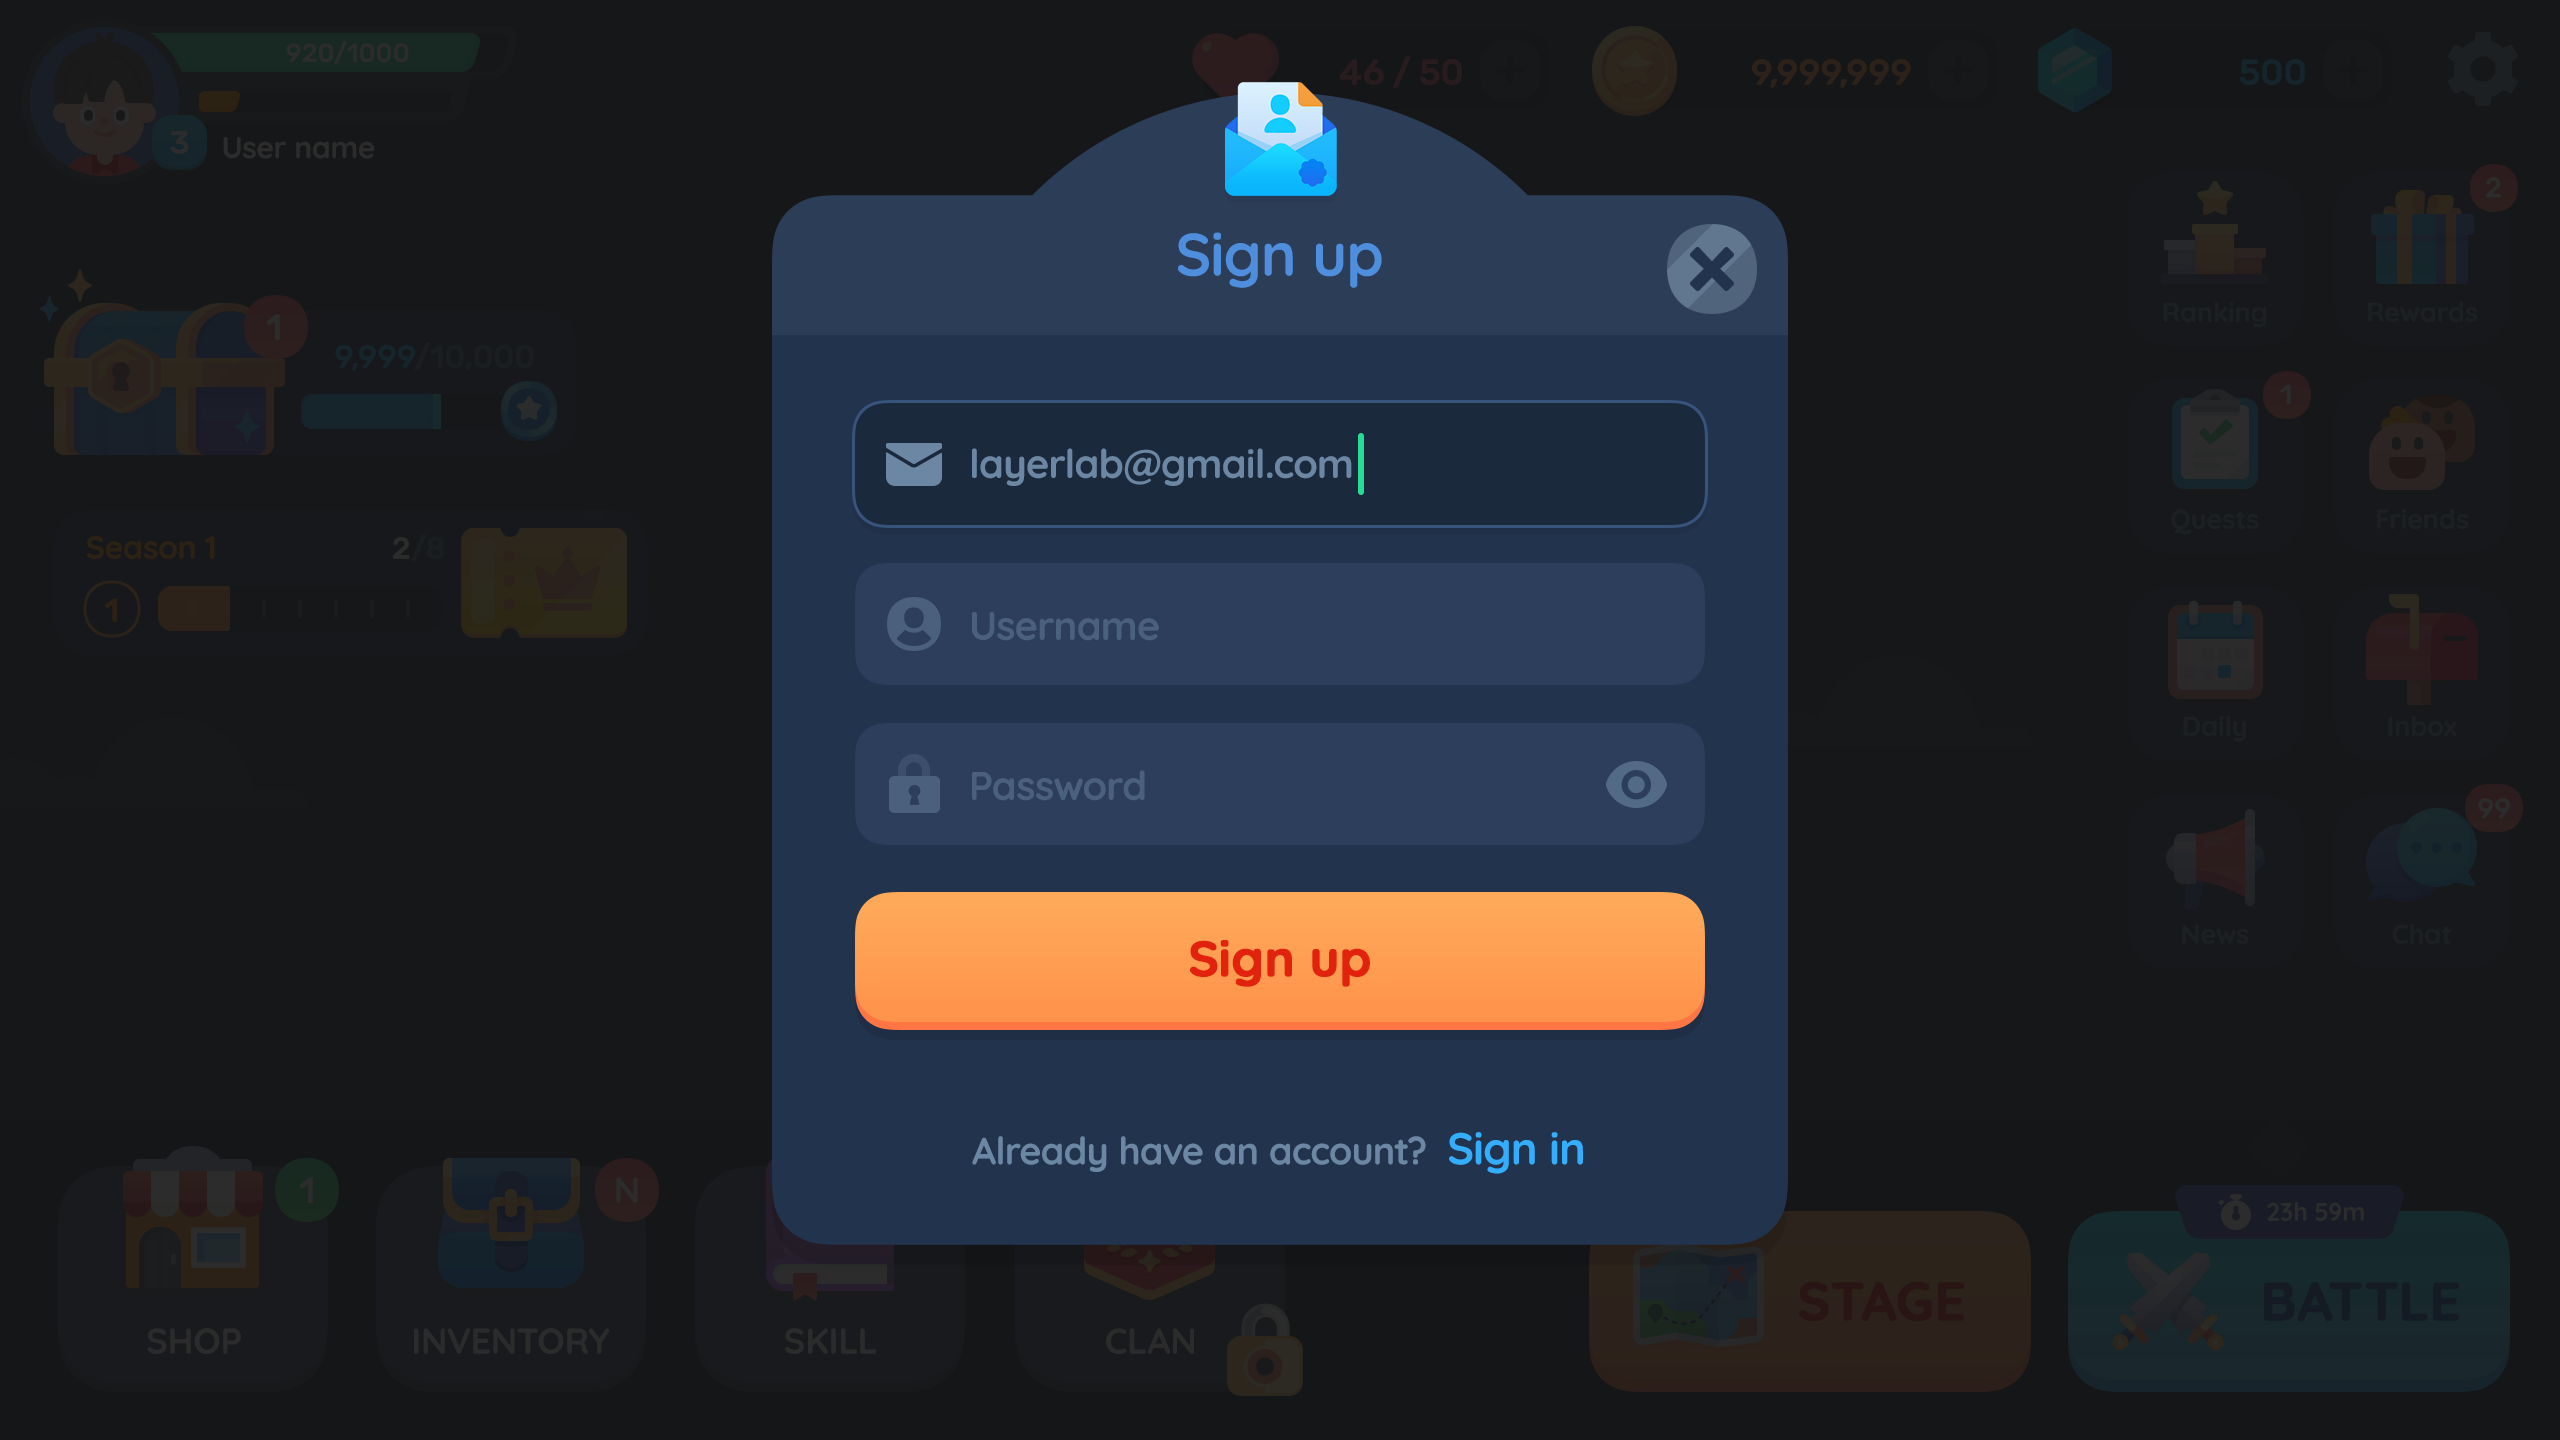 920/1000
46 / 50
9,999,999
500
3
User name
2
Ranking
Rewards
Sign up
1
9,999/10,000
1
Quests
Friends
layerlab@gmail.com
Season 1
2/8
1
Username
Daily
Inbox
Password
99
News
Chat
Sign up
Already have an account? Sign in
1
N
23h 59m
SHOP
INVENTORY
SKILL
CLAN
STAGE
BATTLE